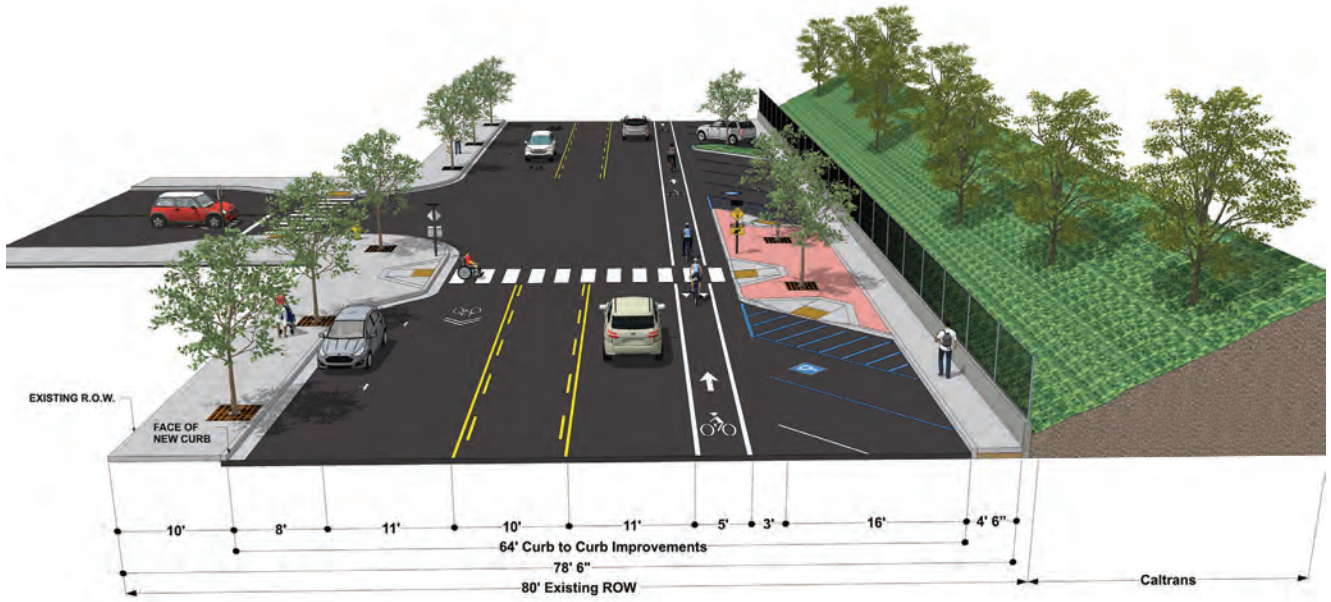 EXISTING R.O.W.
FACE OF
NEW CURB
10'
8'
11'
10'
11'
5'
3'
16'
4' 6"
64' Curb to Curb Improvements
78' 6"
80' Existing ROW
Caltrans